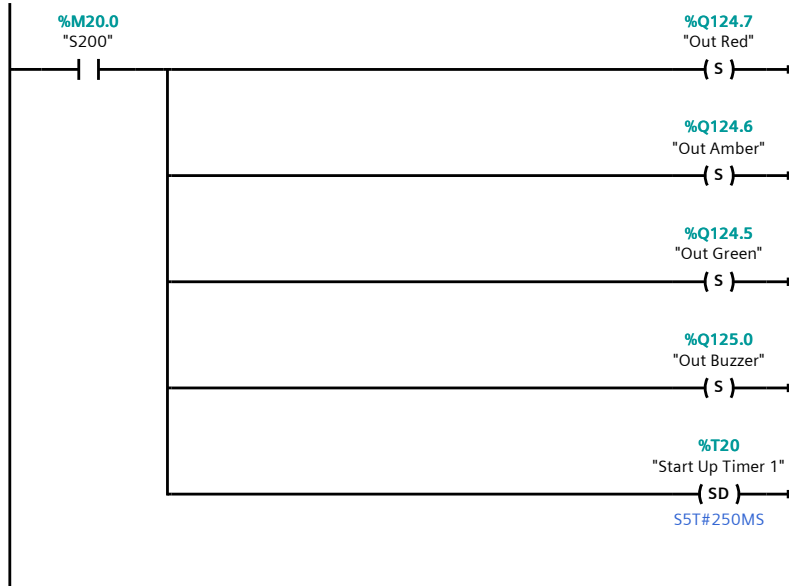 %M20.0
"S200"
%Q124.7
"Out Red"
S
%Q124.6
"Out Amber"
S
%Q124.5
"Out Green"
S
%Q125.0
"Out Buzzer"
S
%T20
"Start Up Timer 1"
SD
S5T#250MS